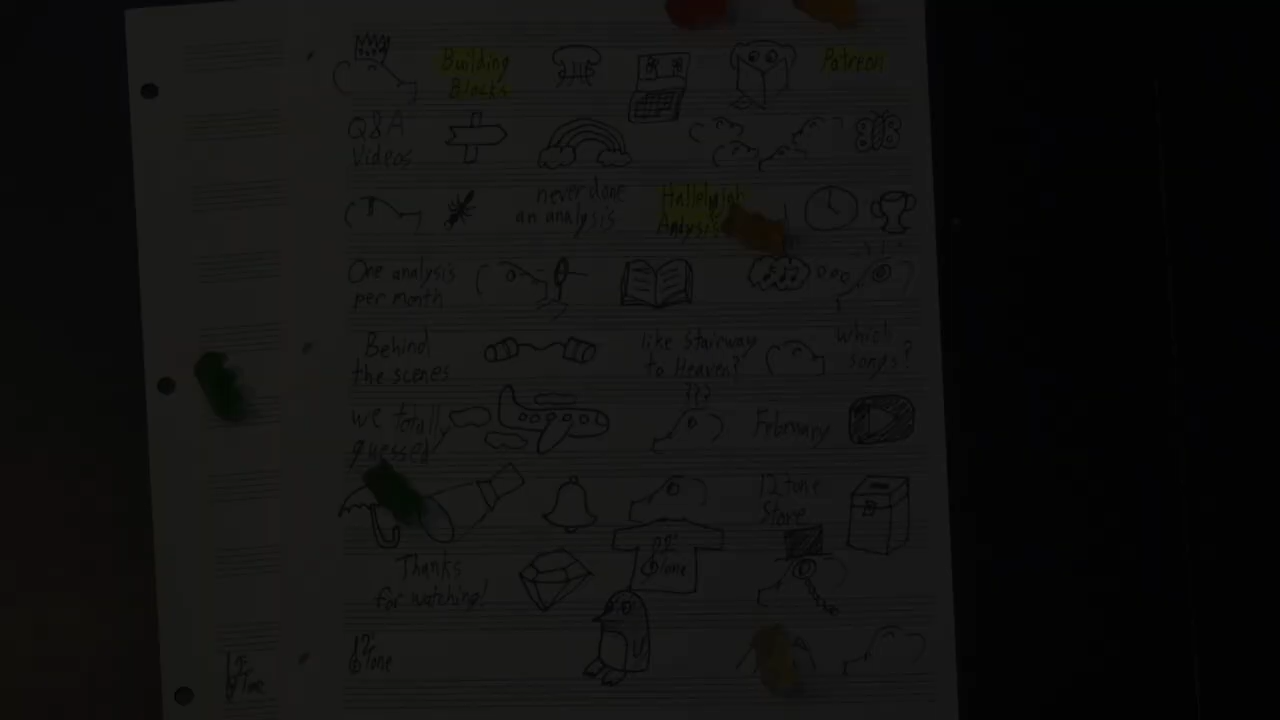 Building
Blocks
Patreon
Q&A
Videos
never done
an analysis
Hallelujah
Analysis
One analysis
per month
Behind
the scenes
like Stairway
to Heaven?
which
songs?
???
we totally
guessed
February
12tone
Store
Thanks
for watching!
12tone
12tone
12tone